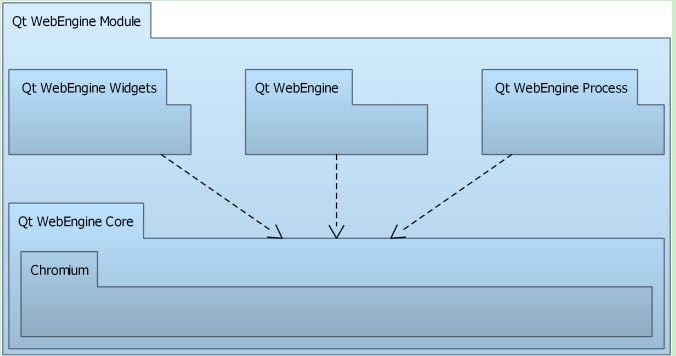 Qt WebEngine Module
Qt WebEngine Widgets
Qt WebEngine
Qt WebEngine Process
Qt WebEngine Core
Chromium